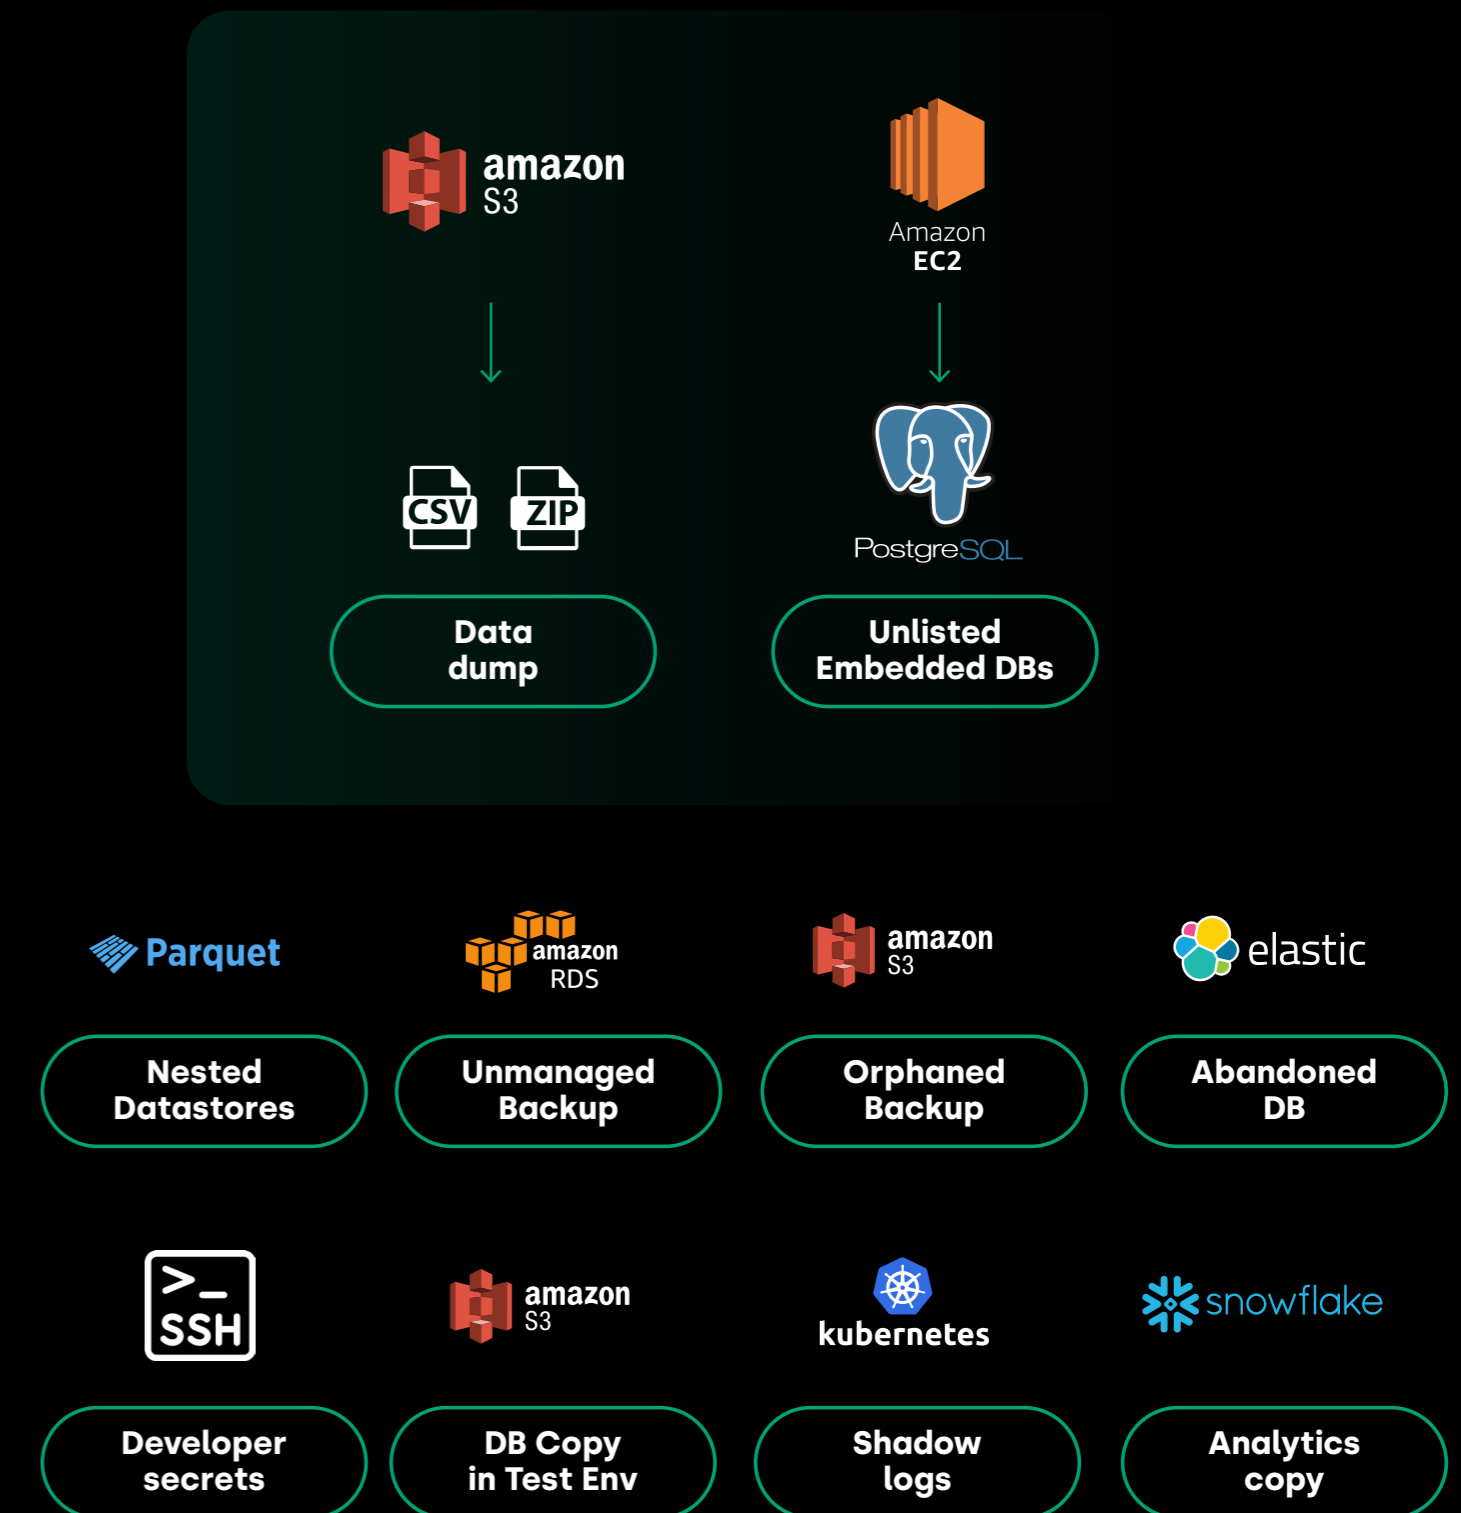 amazon
S3
Amazon
EC2
CSV
ZIP
PostgreSQL
Data
dump
Unlisted
Embedded DBs
Parquet
amazon
RDS
amazon
S3
elastic
Nested
Datastores
Unmanaged
Backup
Orphaned
Backup
Abandoned
DB
>_
SSH
amazon
S3
kubernetes
snowflake
Developer
secrets
DB Copy
in Test Env
Shadow
logs
Analytics
copy